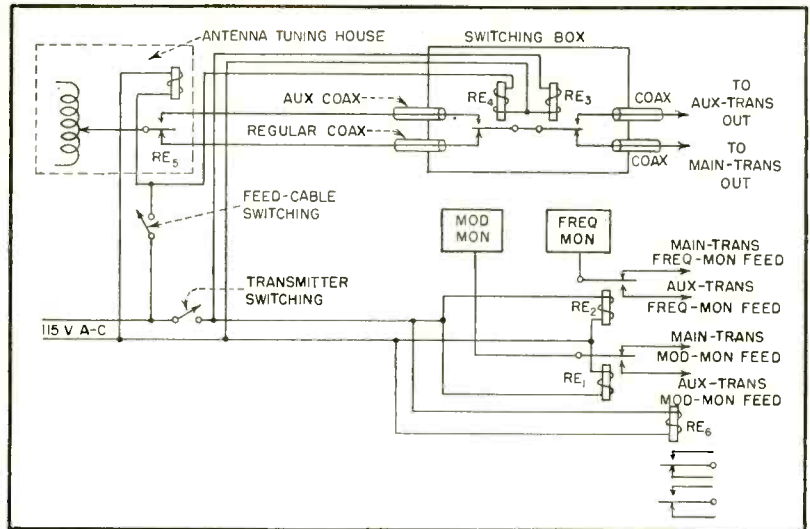 ANTENNA TUNING HOUSE
SWITCHING BOX
RE4
RE3
AUX COAX
COAX
TO
AUX-TRANS
OUT
REGULAR COAX
COAX
TO
MAIN-TRANS
OUT
RE5
FEED-CABLE
SWITCHING
MOD
MON
FREQ
MON
MAIN-TRANS
FREQ-MON FEED
AUX-TRANS
FREQ-MON FEED
TRANSMITTER
SWITCHING
RE2
115 V A-C
MAIN-TRANS
MOD-MON FEED
RE1
AUX-TRANS
MOD-MON FEED
RE6